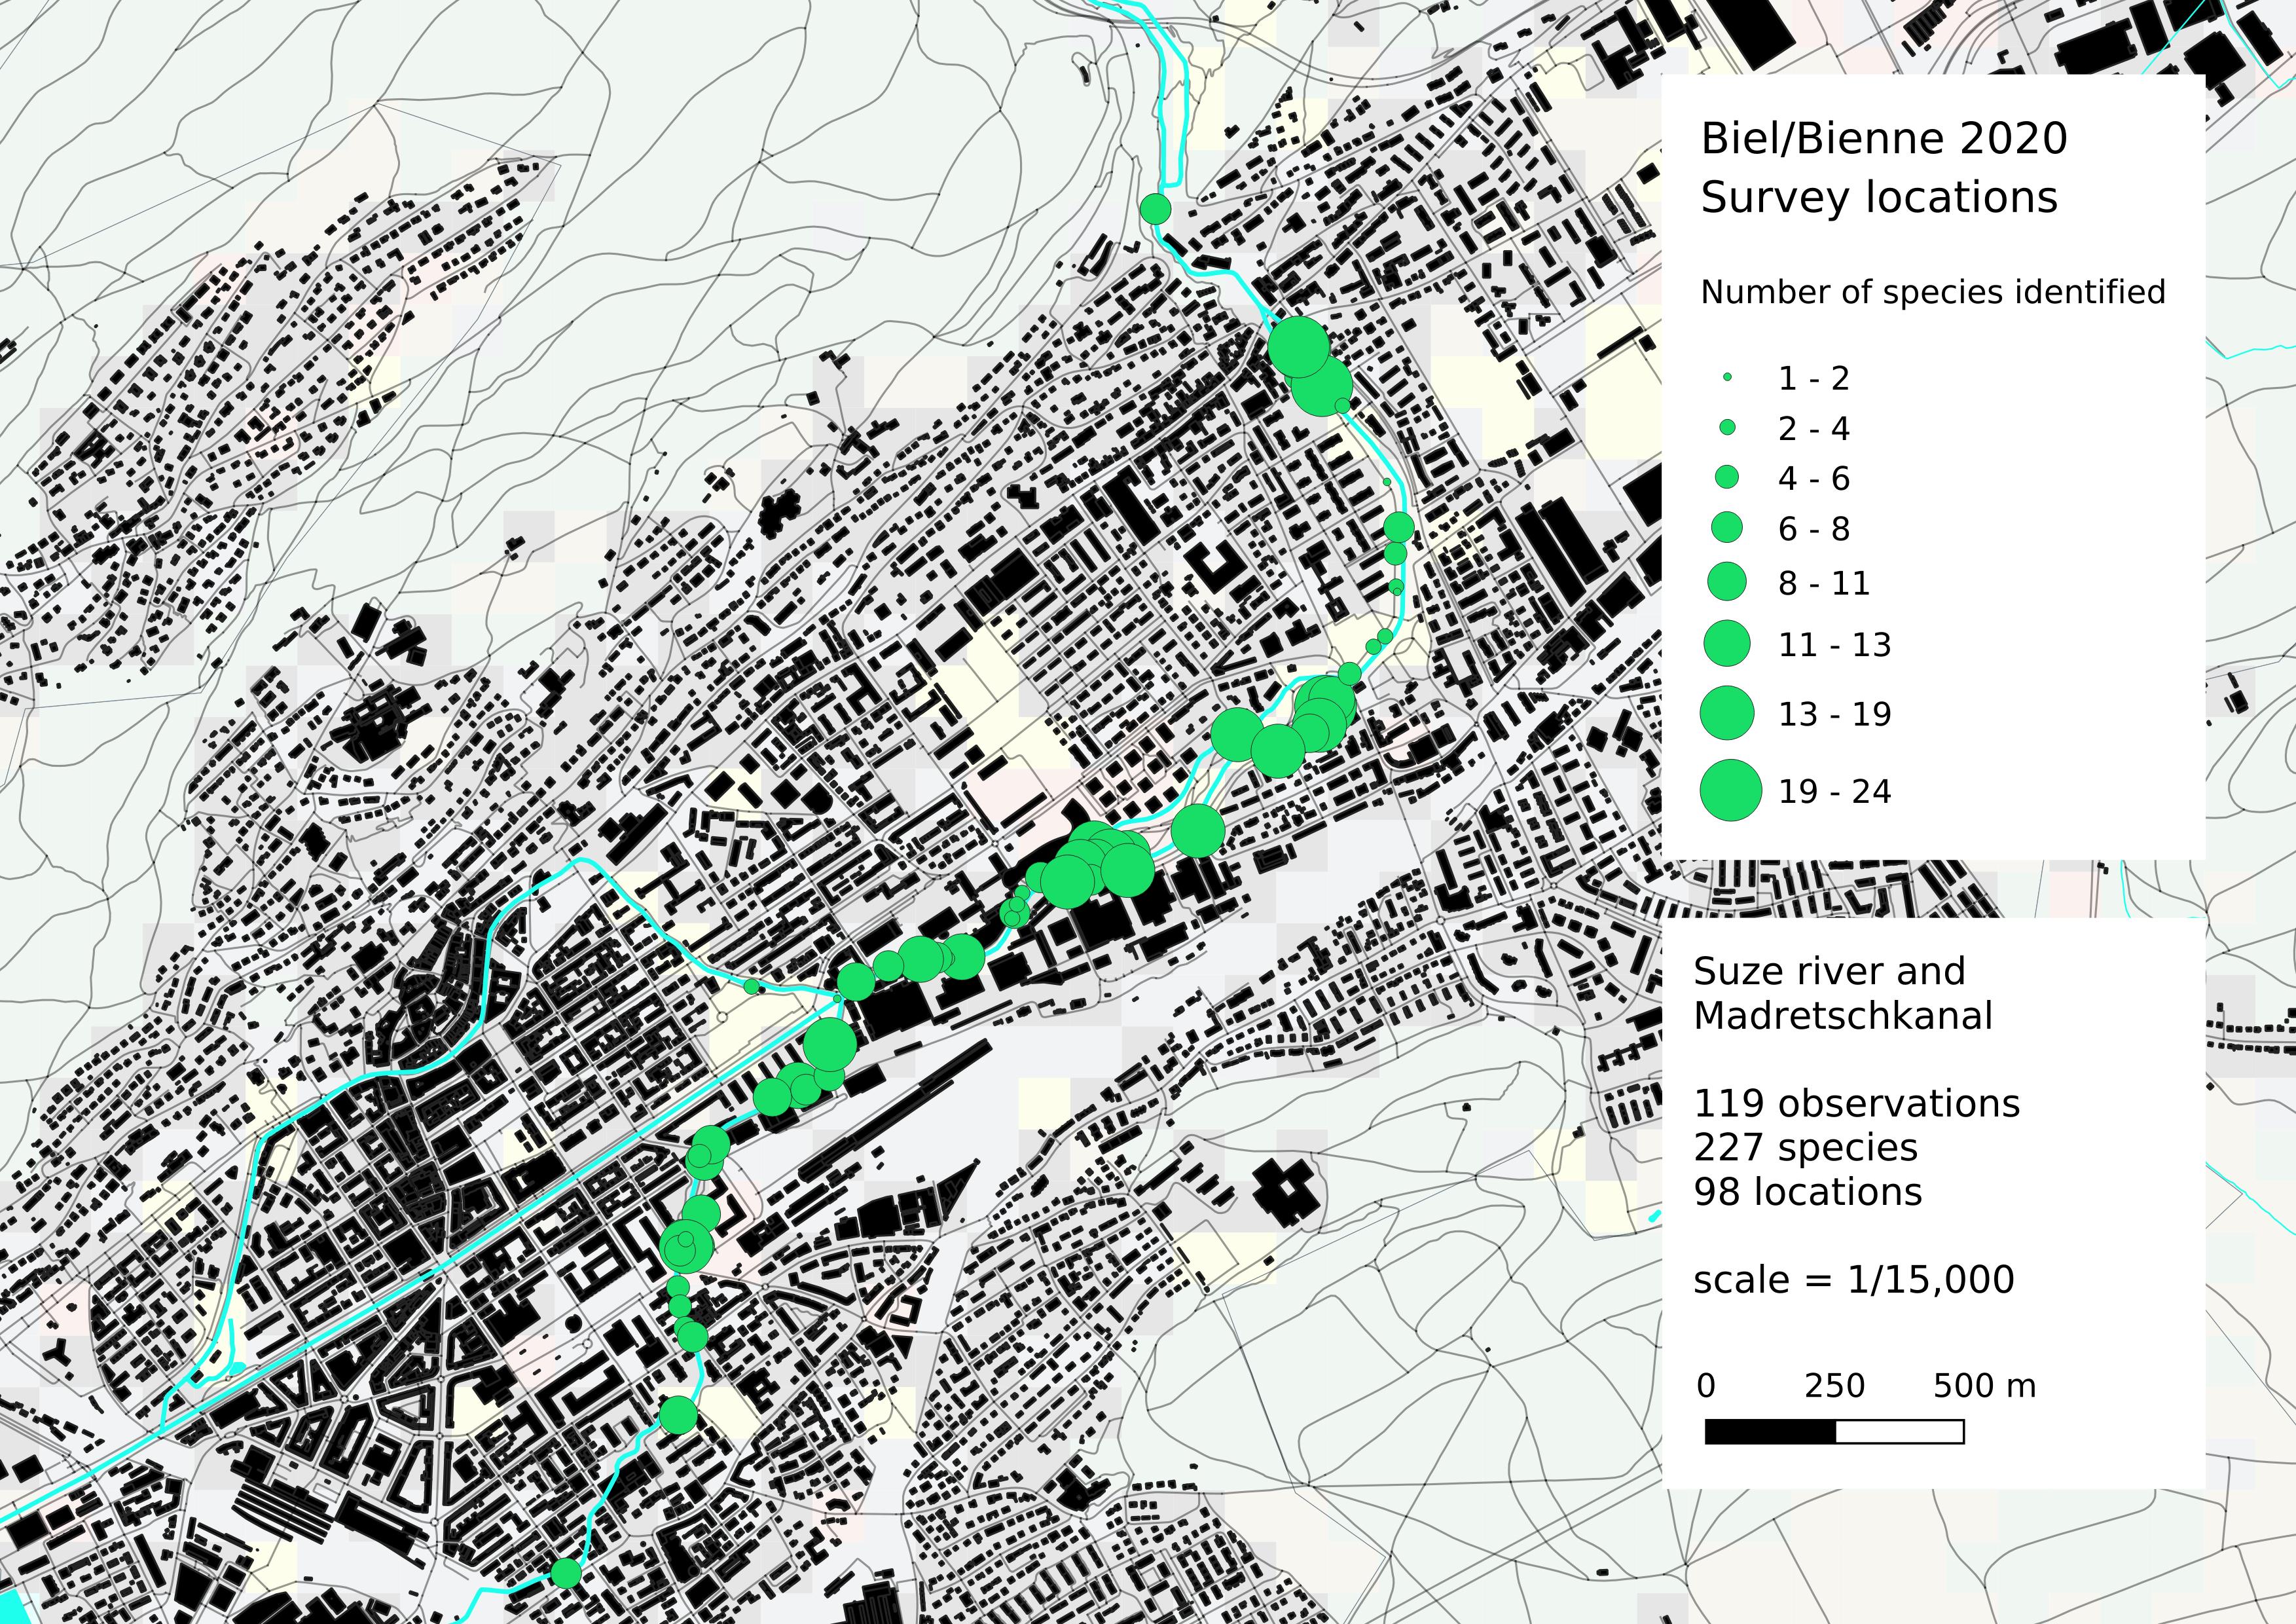 Biel/Bienne 2020
Survey locations
Number of species identified
1 - 2
2 - 4
4 - 6
6 - 8
8 - 11
11 - 13
13 - 19
19 - 24
Suze river and
Madretschkanal
119 observations
227 species
98 locations
scale = 1/15,000
0 250 500 m